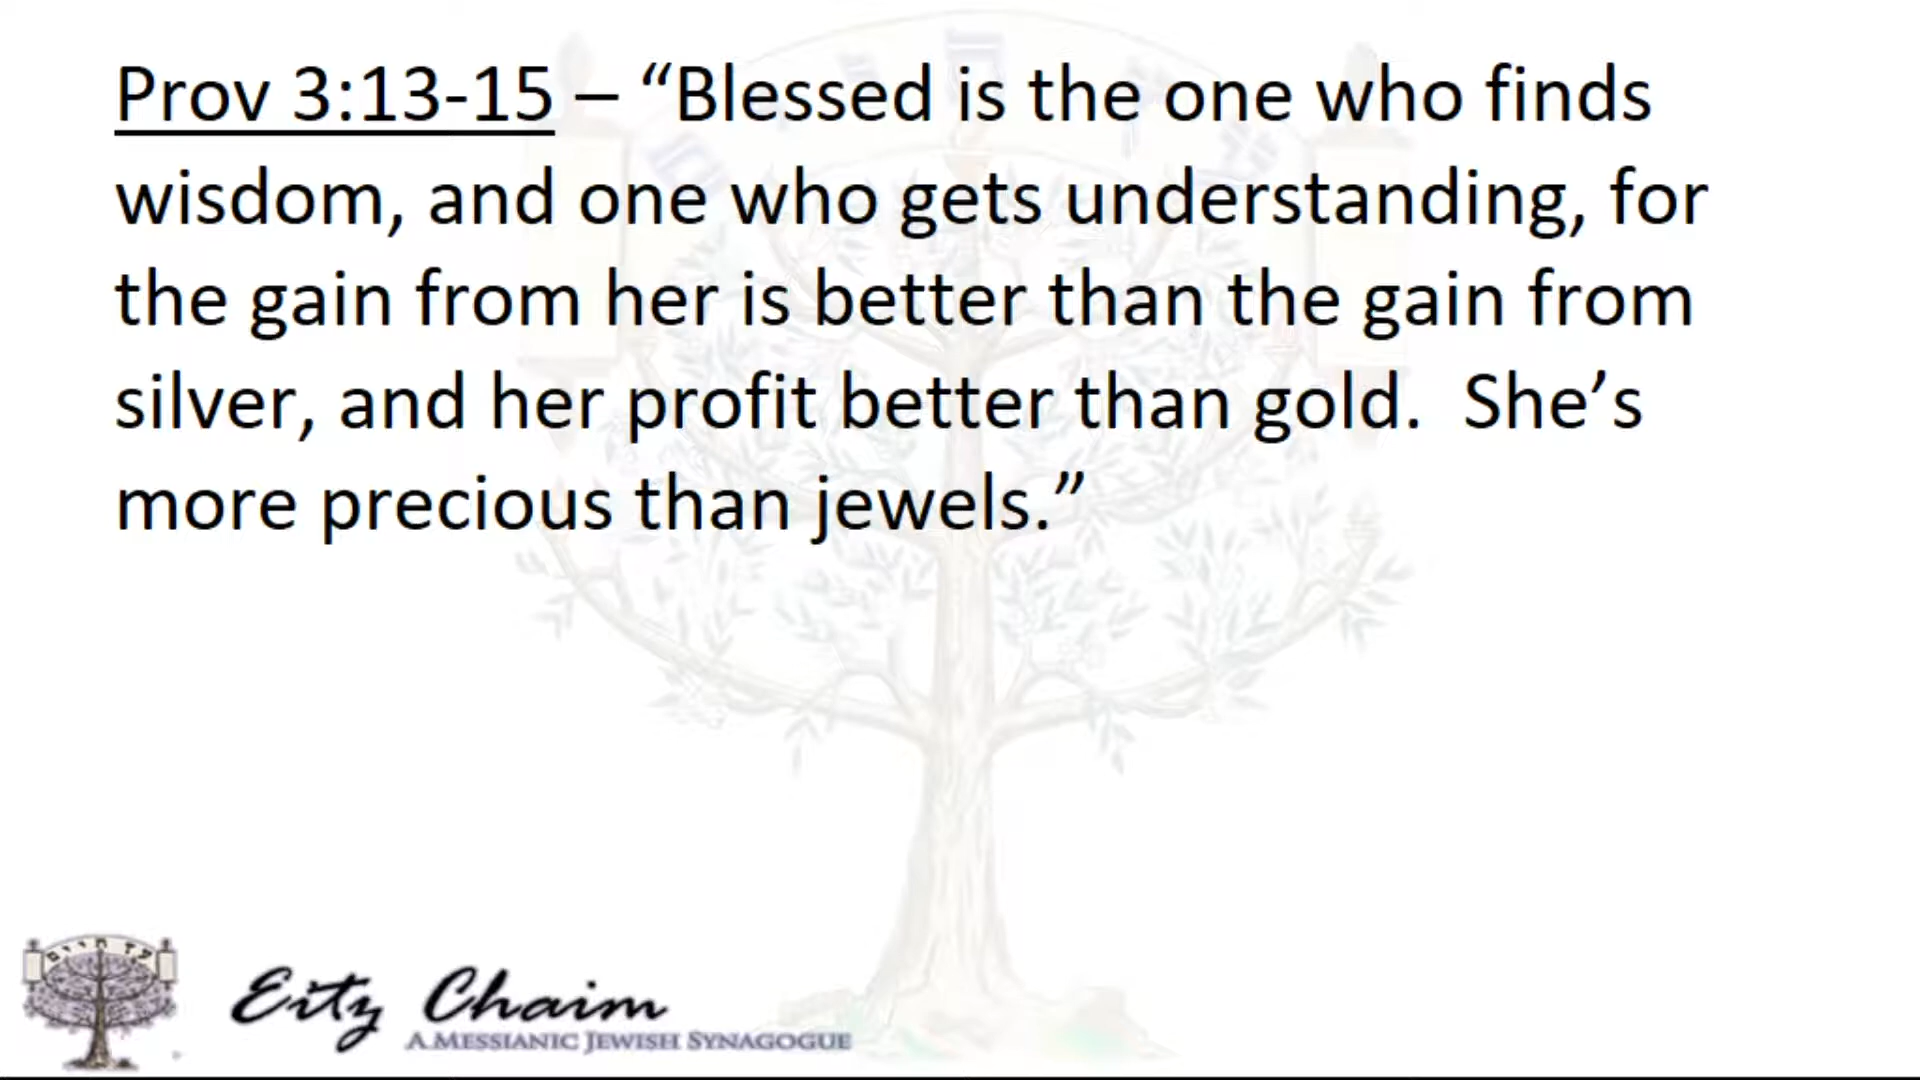 Prov 3:13-15 – “Blessed is the one who finds
wisdom, and one who gets understanding, for
the gain from her is better than the gain from
silver, and her profit better than gold.  She’s
more precious than jewels.”
עץ חיים
Eitz Chaim
A MESSIANIC JEWISH SYNAGOGUE